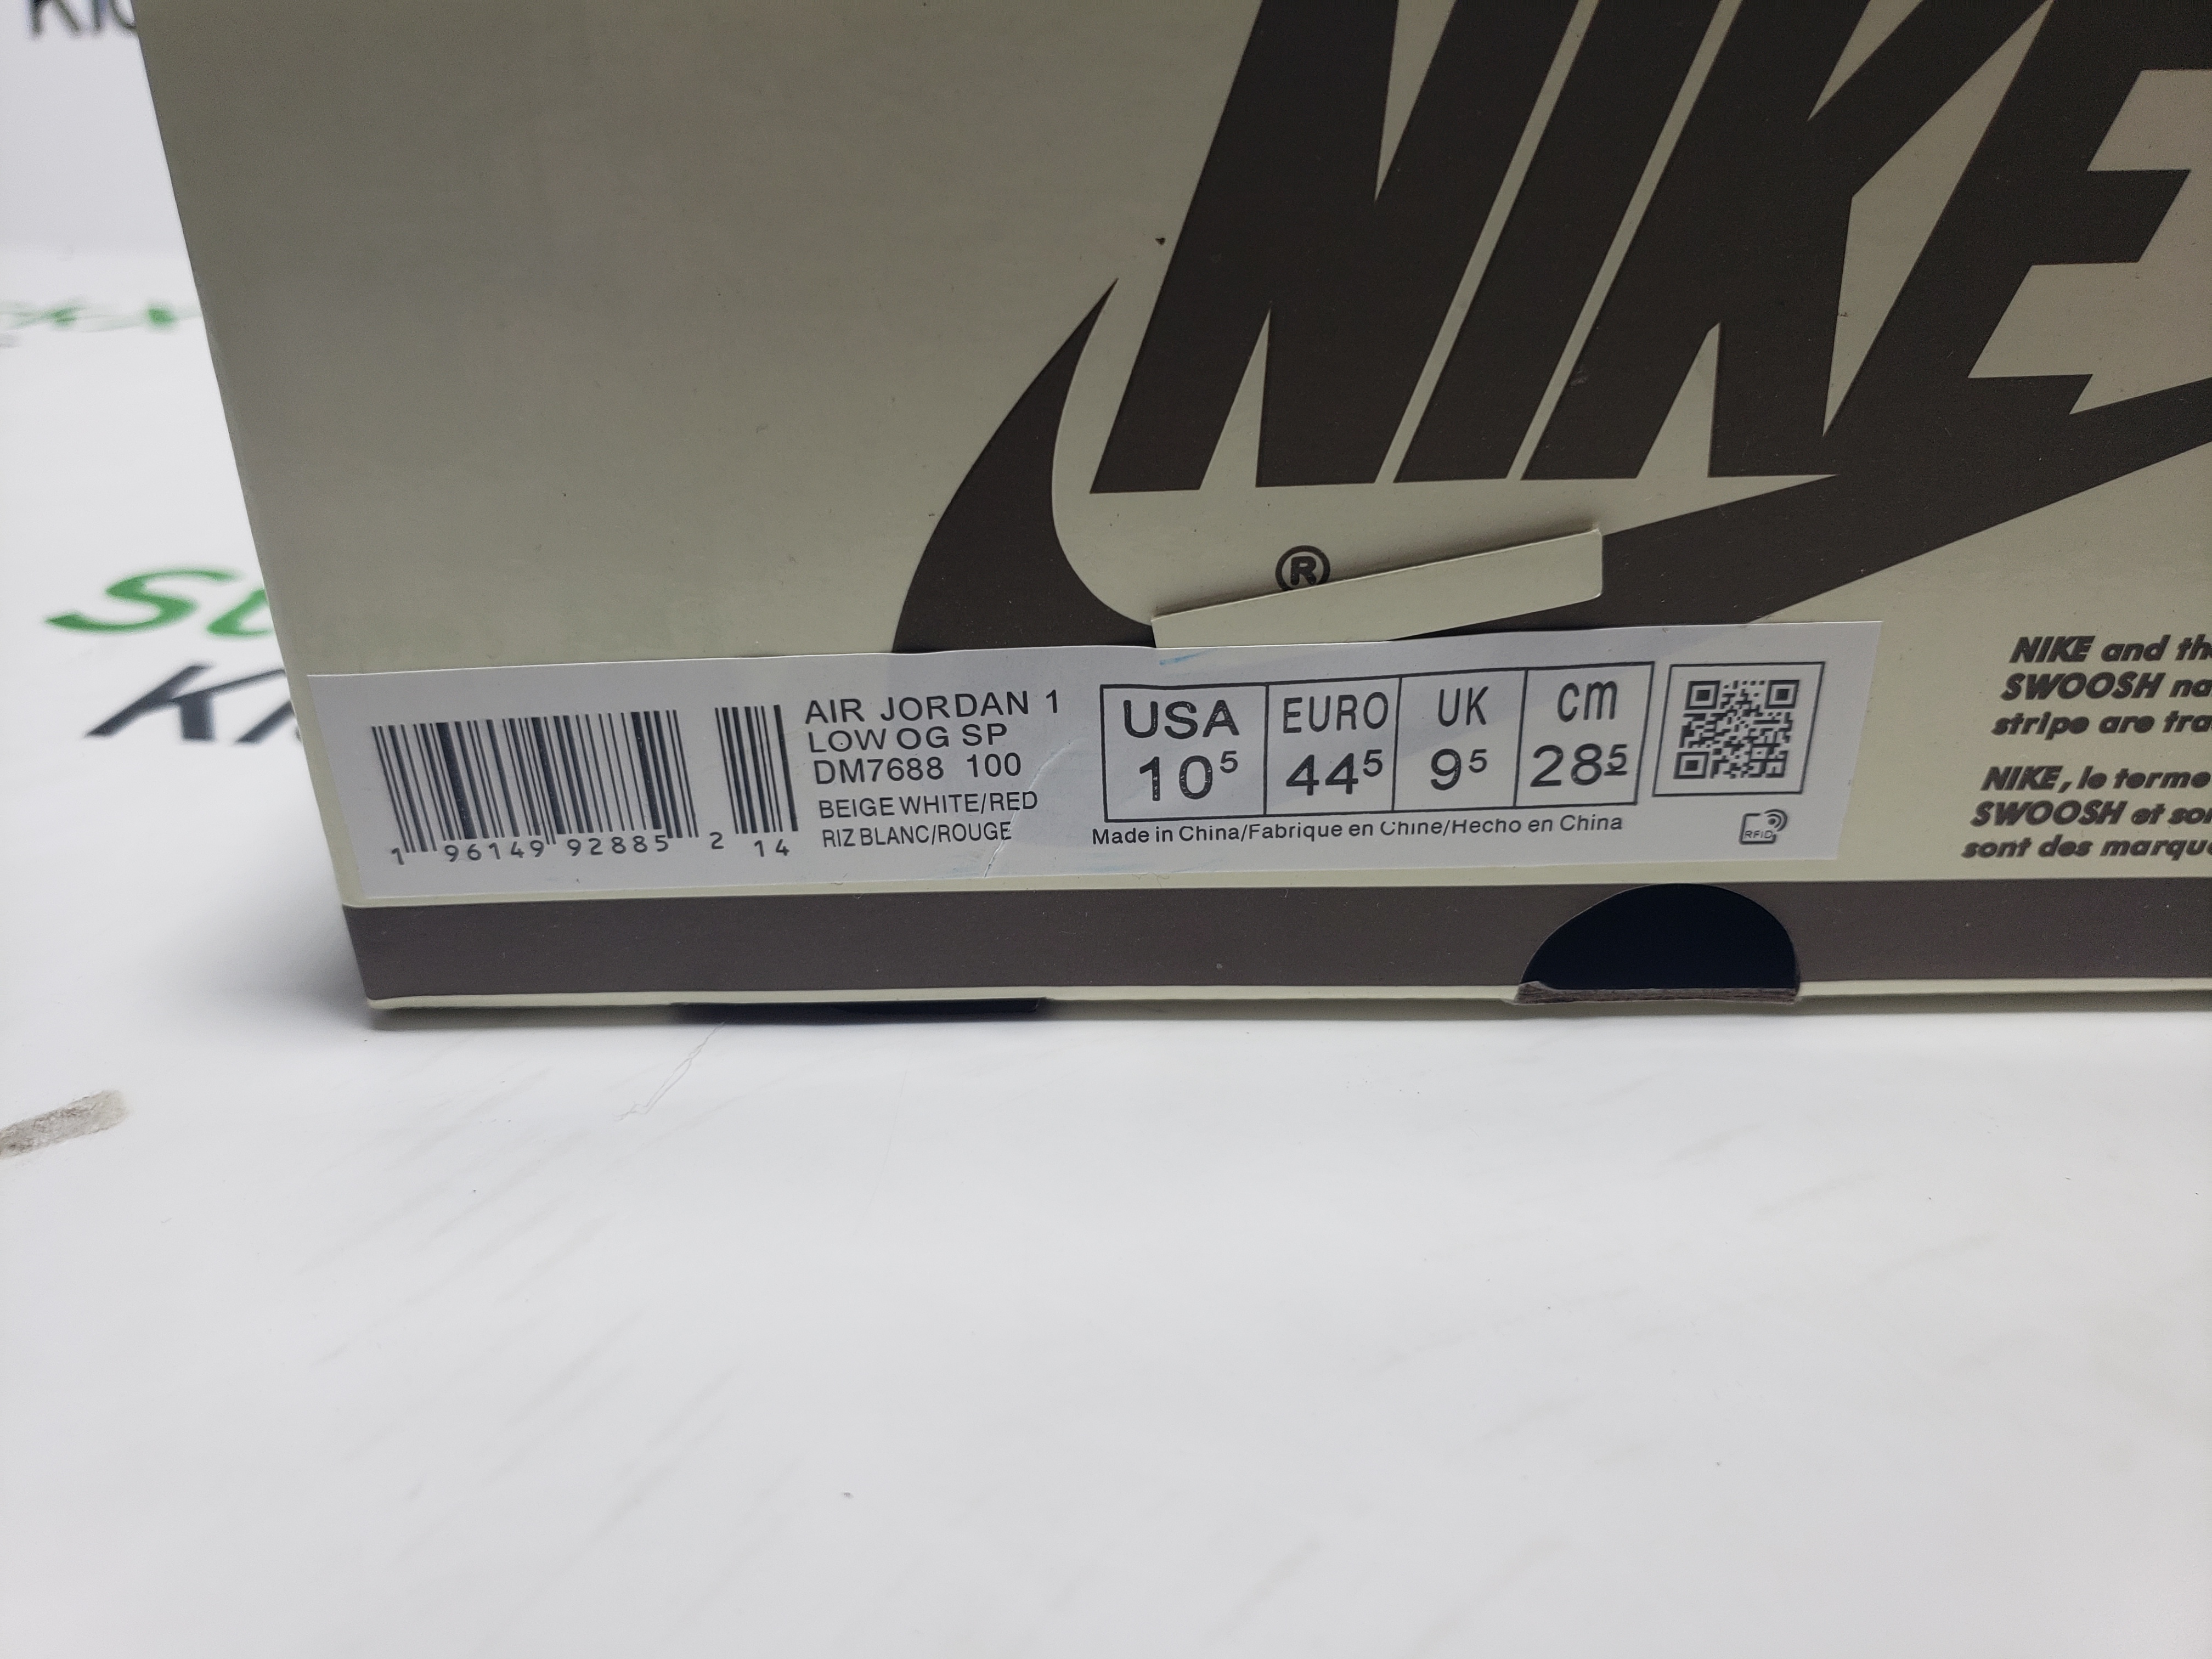 NIKE
®
AIR JORDAN 1
LOW OG SP
DM7688 100
BEIGE WHITE/RED
RIZ BLANC/ROUGE
1 96149 92885 2 14
USA EURO UK cm
10⁵ 44⁵ 9⁵ 28⁵
Made in China/Fabrique en Chine/Hecho en China
RFID
NIKE and
SWOOSH
stripe are
NIKE, le terme
SWOOSH et
sont des